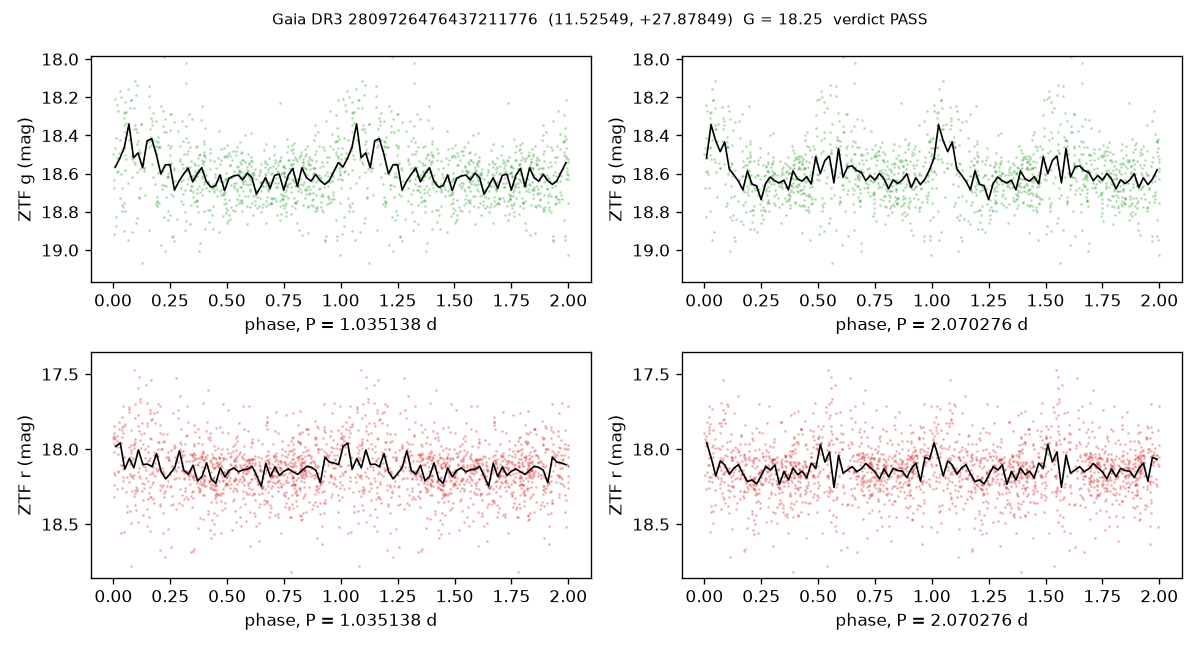 Gaia DR3 2809726476437211776 (11.52549, +27.87849) G = 18.25 verdict PASS
ZTF g (mag)
18.0
18.2
18.4
18.6
18.8
19.0
0.00 0.25 0.50 0.75 1.00 1.25 1.50 1.75 2.00
phase, P = 1.035138 d
ZTF g (mag)
18.0
18.2
18.4
18.6
18.8
19.0
0.00 0.25 0.50 0.75 1.00 1.25 1.50 1.75 2.00
phase, P = 2.070276 d
ZTF r (mag)
17.5
18.0
18.5
0.00 0.25 0.50 0.75 1.00 1.25 1.50 1.75 2.00
phase, P = 1.035138 d
ZTF r (mag)
17.5
18.0
18.5
0.00 0.25 0.50 0.75 1.00 1.25 1.50 1.75 2.00
phase, P = 2.070276 d